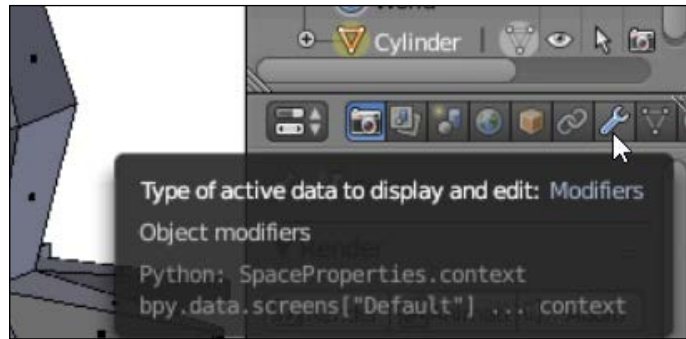 Cylinder
Type of active data to display and edit: Modifiers
Object modifiers
Python: SpaceProperties.context
bpy.data.screens["Default"] ... context